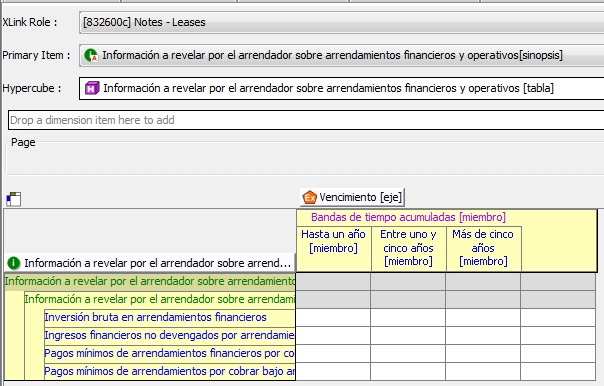 XLink Role :
[832600c] Notes - Leases
Primary Item :
Información a revelar por el arrendador sobre arrendamientos financieros y operativos[sinopsis]
Hypercube :
Información a revelar por el arrendador sobre arrendamientos financieros y operativos [tabla]
Drop a dimension item here to add
Page
Vencimiento [eje]
Bandas de tiempo acumuladas [miembro]
Hasta un año
[miembro]
Entre uno y
cinco años
[miembro]
Más de cinco
años
[miembro]
Información a revelar por el arrendador sobre arrend...
Información a revelar por el arrendador sobre arrendamiento
Información a revelar por el arrendador sobre arrendami
Inversión bruta en arrendamientos financieros
Ingresos financieros no devengados por arrendamie
Pagos mínimos de arrendamientos financieros por co
Pagos mínimos de arrendamientos por cobrar bajo ar